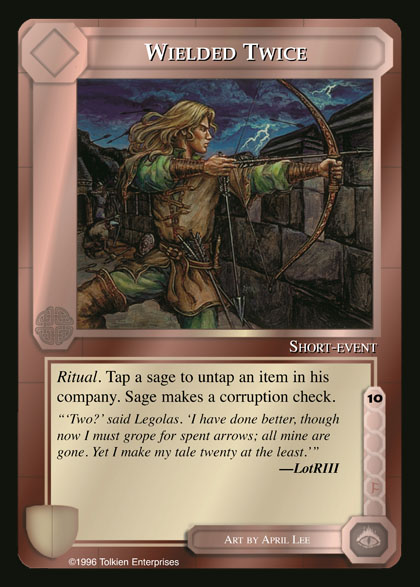 WIELDED TWICE
SHORT-EVENT
Ritual. Tap a sage to untap an item in his
company. Sage makes a corruption check.
“‘Two?’ said Legolas. ‘I have done better, though
now I must grope for spent arrows; all mine are
gone. Yet I make my tale twenty at the least.’”
—LotRIII
10
ART BY APRIL LEE
©1996 Tolkien Enterprises